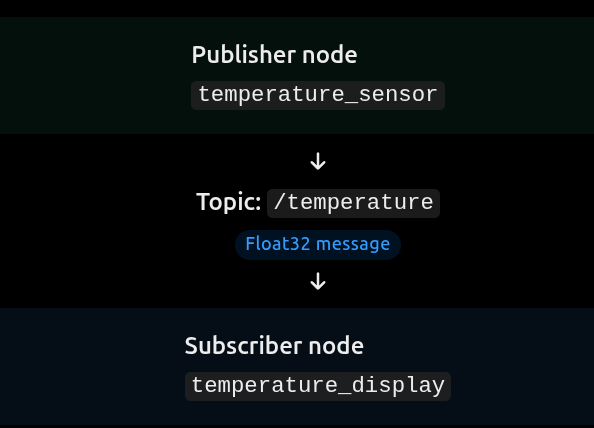 Publisher node
temperature_sensor
↓
Topic: /temperature
Float32 message
↓
Subscriber node
temperature_display